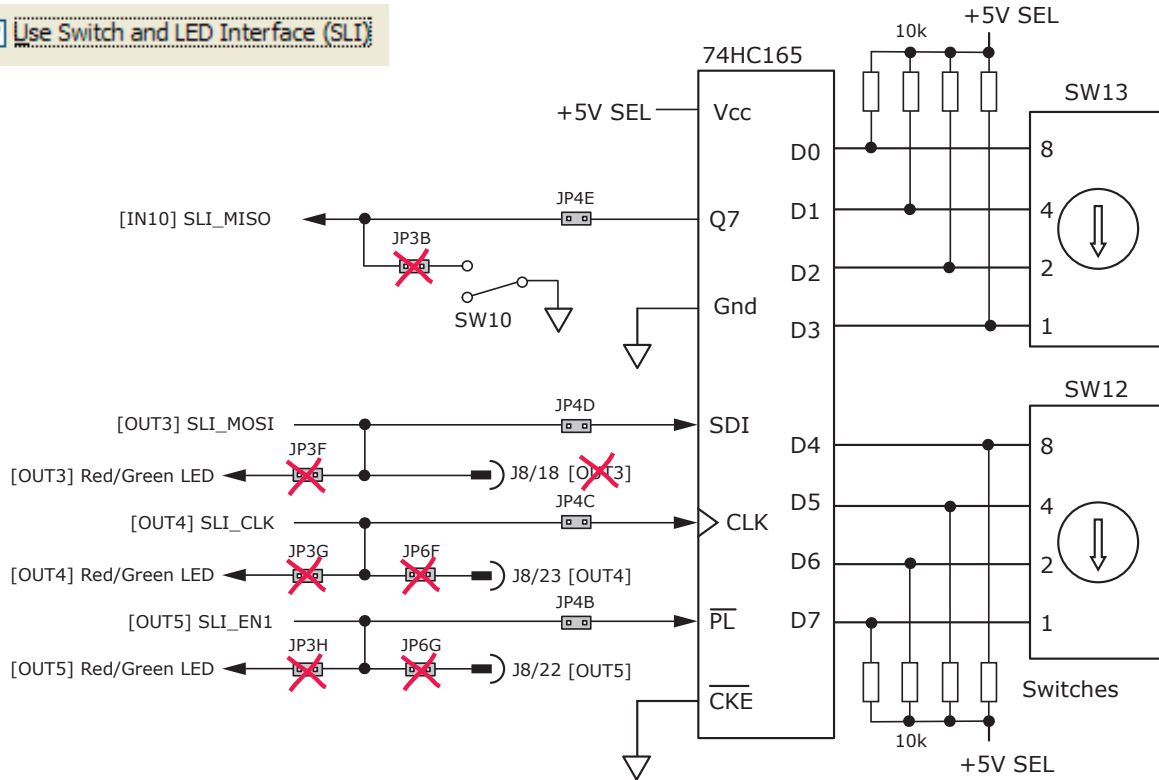 Use Switch and LED Interface (SLI)
+5V SEL
10k
74HC165
SW13
+5V SEL
Vcc
D0
8
[IN10] SLI_MISO
JP4E
Q7
D1
4
JP3B
D2
2
SW10
Gnd
D3
1
SW12
[OUT3] SLI_MOSI
JP4D
SDI
D4
8
JP3F
[OUT3] Red/Green LED
J8/18 [OUT3]
JP4C
D5
4
[OUT4] SLI_CLK
CLK
JP3G
JP6F
D6
2
[OUT4] Red/Green LED
J8/23 [OUT4]
JP4B
[OUT5] SLI_EN1
PL
D7
1
JP3H
JP6G
[OUT5] Red/Green LED
J8/22 [OUT5]
CKE
Switches
10k
+5V SEL